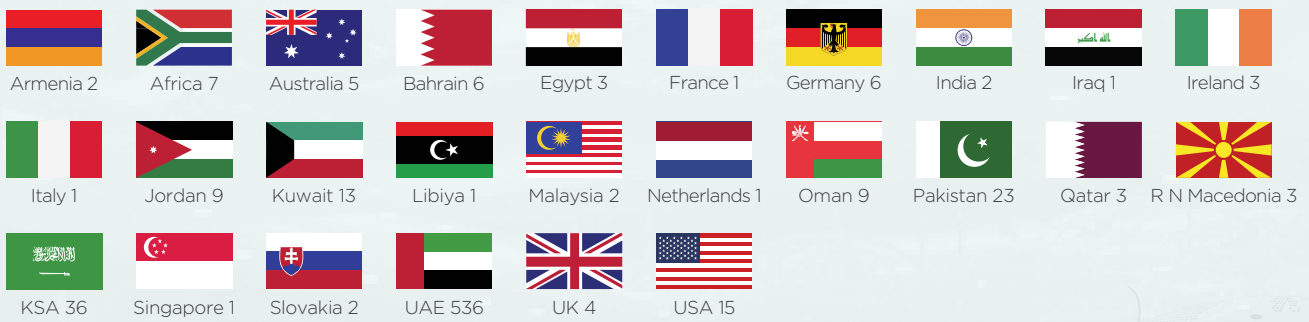 Armenia 2 Africa 7 Australia 5 Bahrain 6 Egypt 3 France 1 Germany 6 India 2 Iraq 1 Ireland 3
Italy 1 Jordan 9 Kuwait 13 Libiya 1 Malaysia 2 Netherlands 1 Oman 9 Pakistan 23 Qatar 3 R N Macedonia 3
KSA 36 Singapore 1 Slovakia 2 UAE 536 UK 4 USA 15